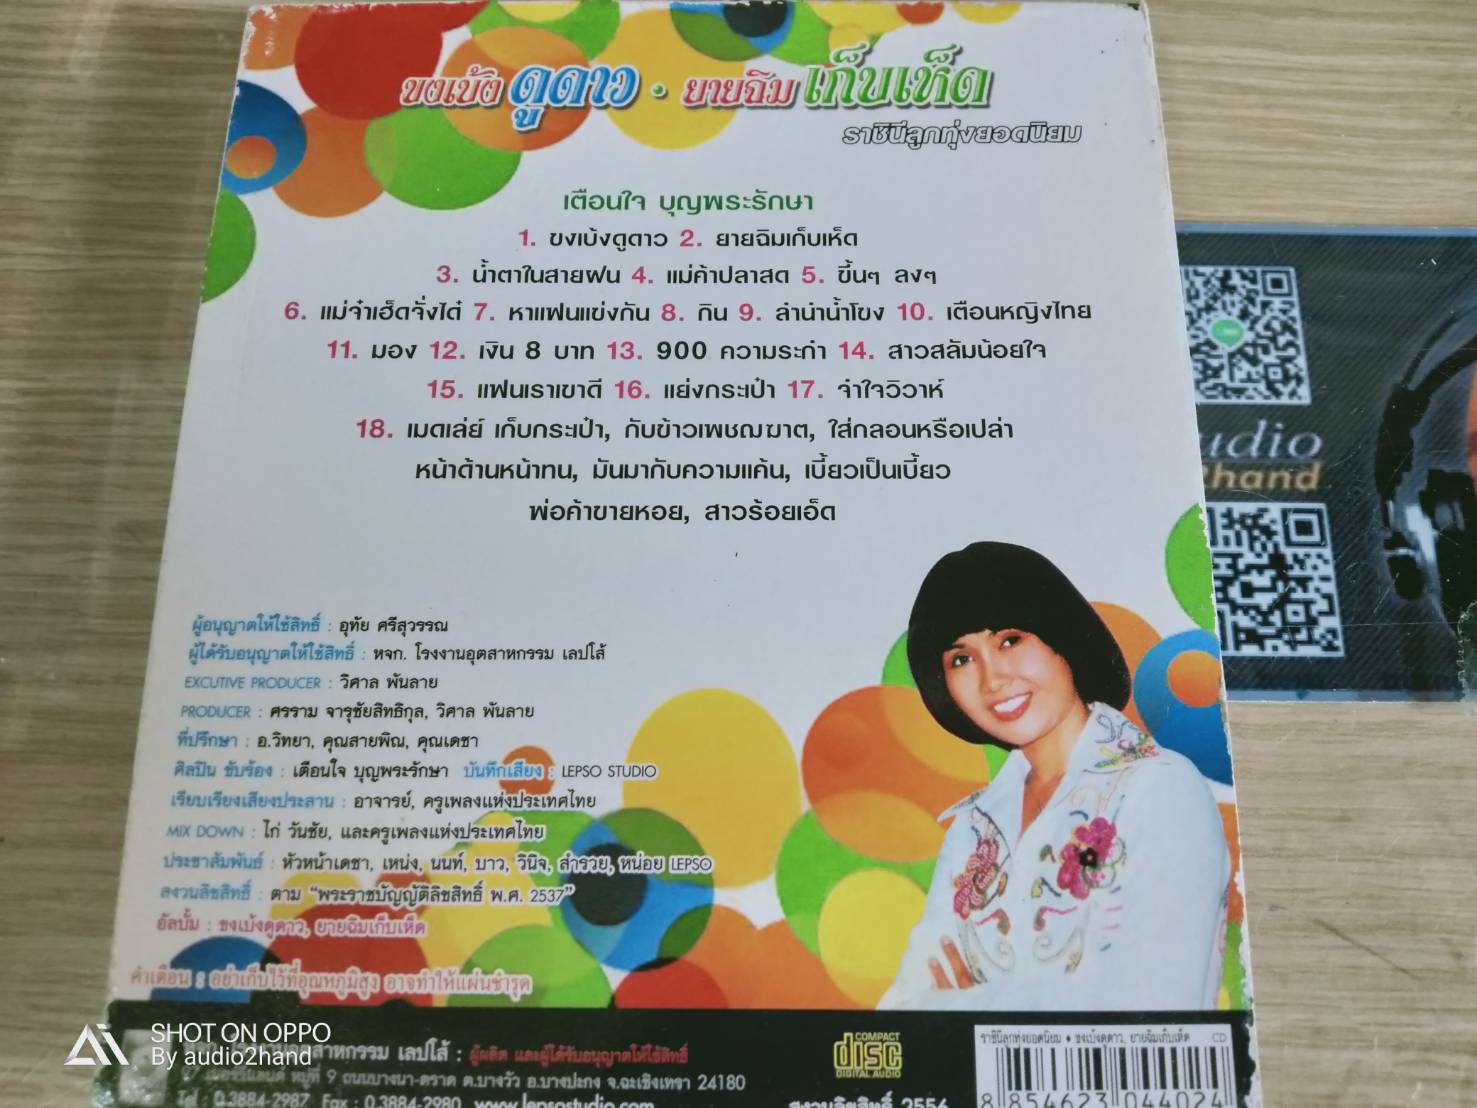 ขงเบ้ง ดูดาว • ยายฉิม เก็บเห็ด
ราชินีลูกทุ่งยอดนิยม
เตือนใจ บุญพระรักษา
1. ขงเบ้งดูดาว 2. ยายฉิมเก็บเห็ด
3. น้ำตาในสายฝน 4. แม่ค้าปลาสด 5. ขึ้นๆ ลงๆ
6. แม่จ๋าเฮ็ดจั่งได๋ 7. หาแฟนแข่งกัน 8. กิน 9. ลำนำน้ำโขง 10. เตือนหญิงไทย
11. มอง 12. เงิน 8 บาท 13. 900 ความระกำ 14. สาวสลัมน้อยใจ
15. แฟนเราเขาดี 16. แย่งกระเป๋า 17. จำใจวิวาห์
18. เมดเล่ย์ เก็บกระเป๋า, กับข้าวเพชฌฆาต, ใส่กลอนหรือเปล่า
หน้าด้านหน้าทน, มันมากับความแค้น, เบี้ยวเป็นเบี้ยว
พ่อค้าขายหอย, สาวร้อยเอ็ด
ผู้อนุญาตให้ใช้สิทธิ์ : อุทัย ศรีสุวรรณ
ผู้ได้รับอนุญาตให้ใช้สิทธิ์ : หจก. โรงงานอุตสาหกรรม เลปโส้
EXCUTIVE PRODUCER : วิศาล พันลาย
PRODUCER : ศรราม จารุชัยสิทธิกุล, วิศาล พันลาย
ที่ปรึกษา : อ.วิทยา, คุณสายพิณ, คุณเดชา
ศิลปิน ขับร้อง : เตือนใจ บุญพระรักษา บันทึกเสียง : LEPSO STUDIO
เรียบเรียงเสียงประสาน : อาจารย์, ครูเพลงแห่งประเทศไทย
MIX DOWN : ไก่ วันชัย, และครูเพลงแห่งประเทศไทย
ประชาสัมพันธ์ : หัวหน้าเดชา, เหน่ง, นนท์, บาว, วินิจ, สำรวย, หน่อย LEPSO
สงวนลิขสิทธิ์ : ตาม "พระราชบัญญัติลิขสิทธิ์ พ.ศ. 2537"
อัลบั้ม : ขงเบ้งดูดาว, ยายฉิมเก็บเห็ด
คำเตือน : อย่าเก็บไว้ที่อุณหภูมิสูง อาจทำให้แผ่นชำรุด
เลปโส้ : ผู้ผลิต และผู้ได้รับอนุญาตให้ใช้สิทธิ์
หมู่ที่ 9 ถนนบางนา-ตราด ต.บางวัว อ.บางปะกง จ.ฉะเชิงเทรา 24180
Tel : 0.3884-2987 Fax : 0.3884-2980 www.lepsostudio.com
COMPACT
disc
DIGITAL AUDIO
สงวนลิขสิทธิ์ 2556
ราชินีลูกทุ่งยอดนิยม • ขงเบ้งดูดาว, ยายฉิมเก็บเห็ด CD
8 854623 044024
udio
2hand
SHOT ON OPPO
By audio2hand